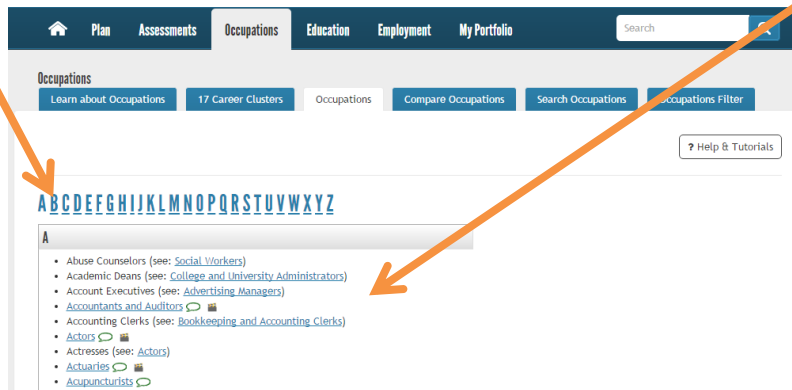 Plan Assessments Occupations Education Employment My Portfolio Search
Occupations
Learn about Occupations 17 Career Clusters Occupations Compare Occupations Search Occupations Occupations Filter
? Help & Tutorials
A B C D E F G H I J K L M N O P Q R S T U V W X Y Z
A
• Abuse Counselors (see: Social Workers)
• Academic Deans (see: College and University Administrators)
• Account Executives (see: Advertising Managers)
• Accountants and Auditors
• Accounting Clerks (see: Bookkeeping and Accounting Clerks)
• Actors
• Actresses (see: Actors)
• Actuaries
• Acupuncturists